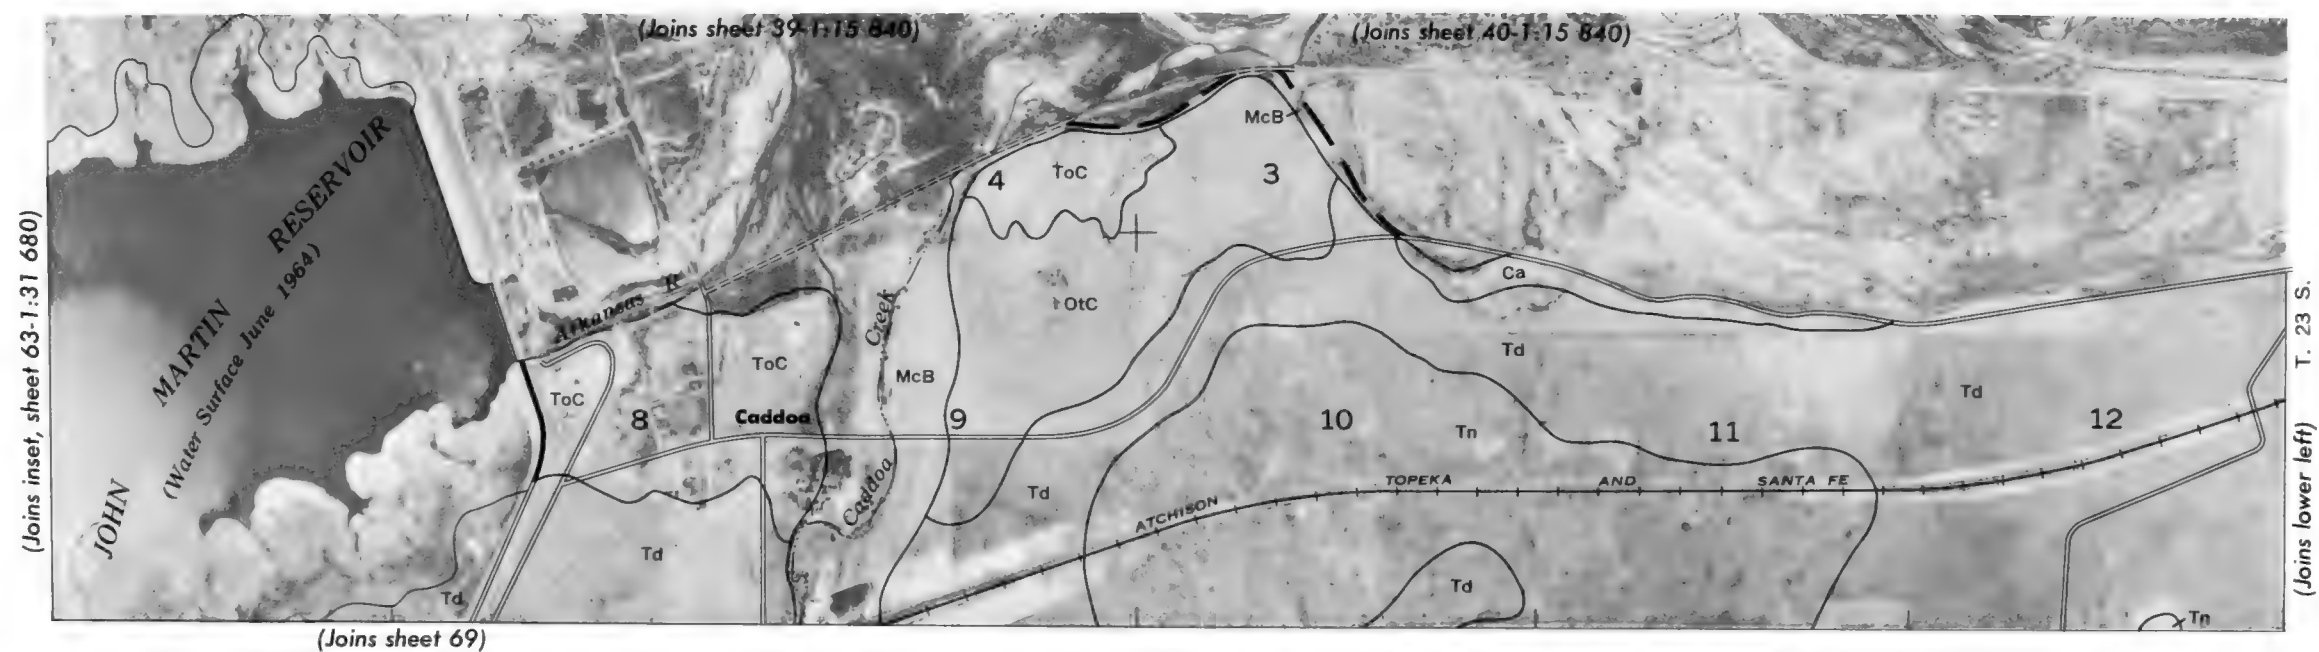 (Joins sheet 39-1:15 840)
(Joins sheet 40-1:15 840)
(Joins inset, sheet 63-1:31 680)
JOHN MARTIN RESERVOIR
(Water Surface June 1964)
McB
4
ToC
3
OtC
Ca
Arkansas R
ToC
ToC
8
Caddoa
Caddoa Creek
McB
9
10
Tn
11
Td
Td
12
T. 23 S.
Td
ATCHISON TOPEKA AND SANTA FE
Td
Td
Td
Tn
(Joins lower left)
(Joins sheet 69)